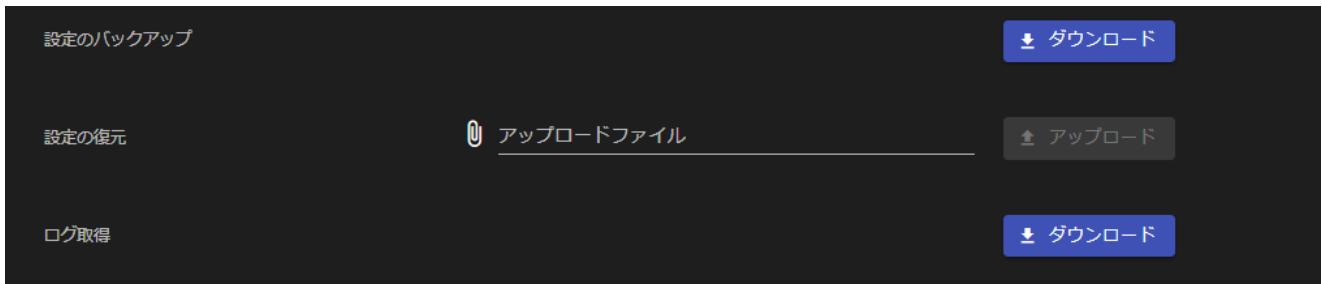 設定のバックアップ
ダウンロード
設定の復元
アップロードファイル
アップロード
ログ取得
ダウンロード